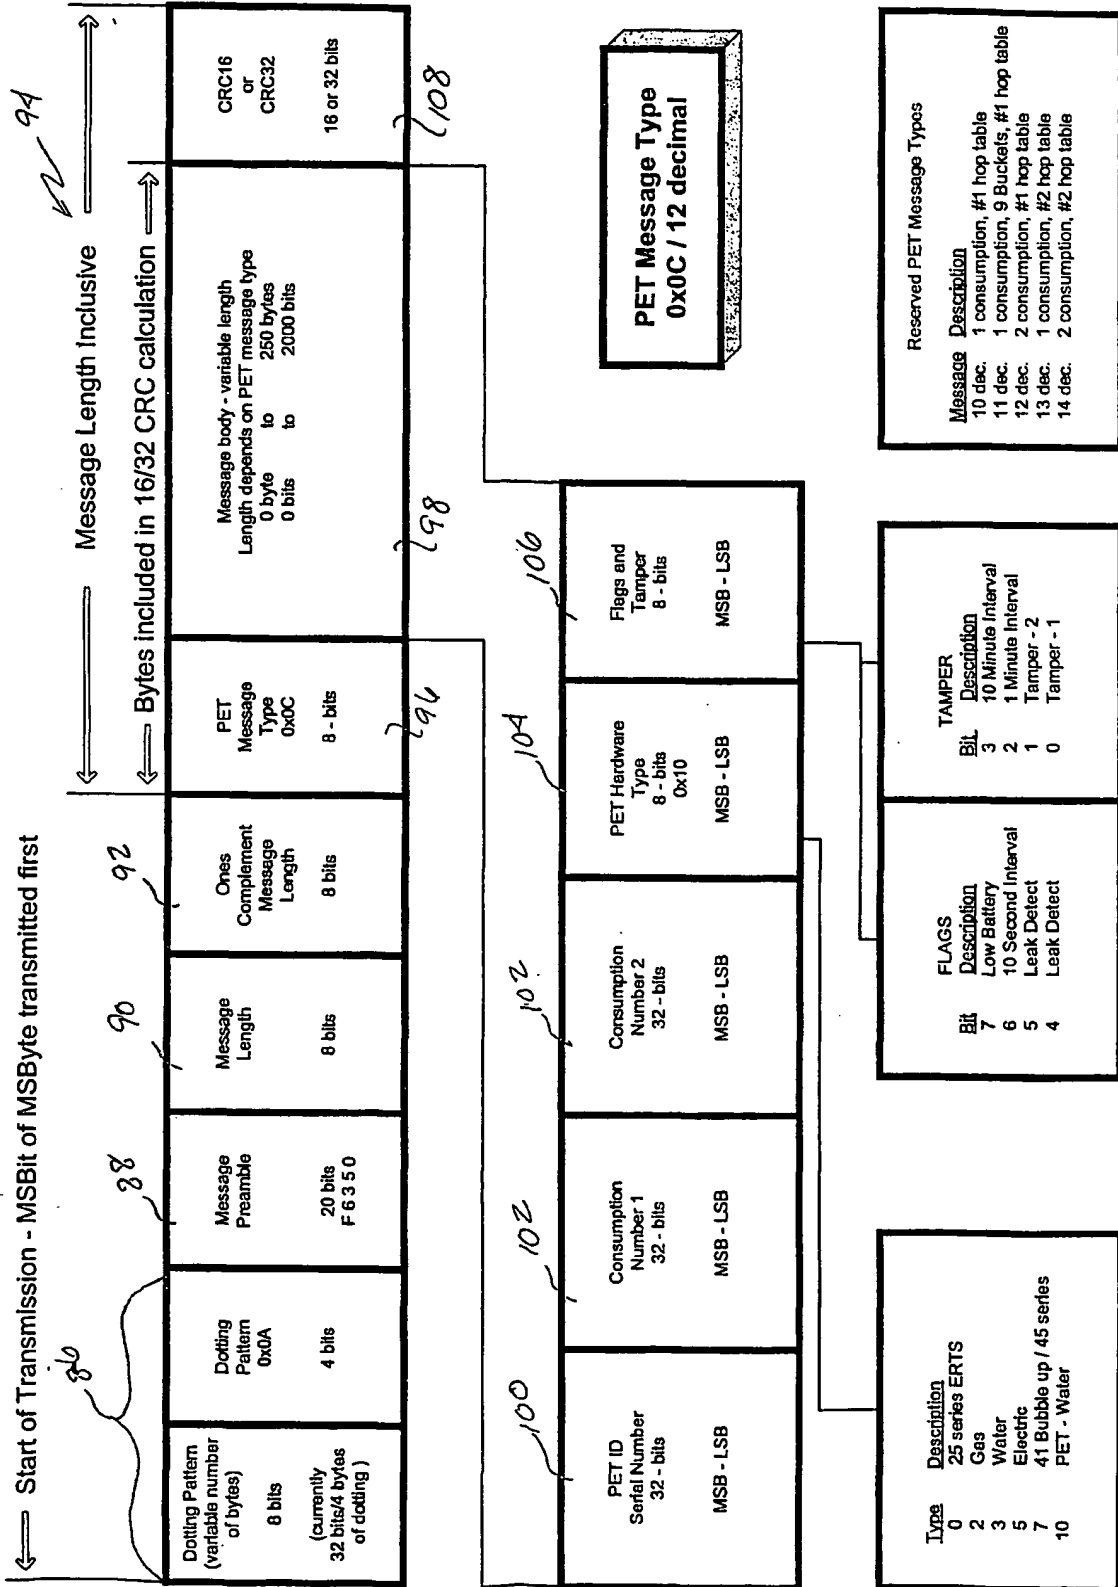 Start of Transmission - MSBit of MSByte transmitted first
94
Message Length Inclusive
Bytes included in 16/32 CRC calculation
86
88
90
92
Dotting Pattern
(variable number
of bytes)
8 bits
(currently
32 bits/4 bytes
of dotting )
Dotting
Pattern
0x0A
4 bits
Message
Preamble
20 bits
F 6 3 5 0
Message
Length
8 bits
Ones
Complement
Message
Length
8 bits
PET
Message
Type
0x0C
8 - bits
Message body - variable length
Length depends on PET message type
0 byte to 250 bytes
0 bits to 2000 bits
CRC16
or
CRC32
16 or 32 bits
96
98
108
100
102
102
104
106
PET ID
Serial Number
32 - bits
MSB - LSB
Consumption
Number 1
32 - bits
MSB - LSB
Consumption
Number 2
32 - bits
MSB - LSB
PET Hardware
Type
8 - bits
0x10
MSB - LSB
Flags and
Tamper
8 - bits
MSB - LSB
PET Message Type
0x0C / 12 decimal
Type Description
0 25 series ERTS
2 Gas
3 Water
5 Electric
7 41 Bubble up / 45 series
10 PET - Water
FLAGS
Bit Description
7 Low Battery
6 10 Second Interval
5 Leak Detect
4 Leak Detect
TAMPER
Bit Description
3 10 Minute Interval
2 1 Minute Interval
1 Tamper - 2
0 Tamper - 1
Reserved PET Message Types
Message Description
10 dec. 1 consumption, #1 hop table
11 dec. 1 consumption, 9 Buckets, #1 hop table
12 dec. 2 consumption, #1 hop table
13 dec. 1 consumption, #2 hop table
14 dec. 2 consumption, #2 hop table